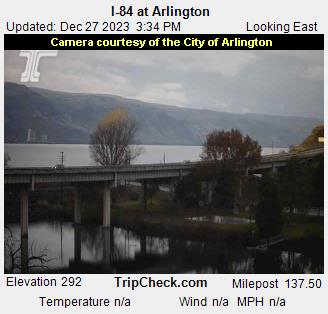 I-84 at Arlington
Updated: Dec 27 2023 3:34 PM Looking East
Camera courtesy of the City of Arlington
Elevation 292 TripCheck.com Milepost 137.50
Temperature n/a Wind n/a MPH n/a